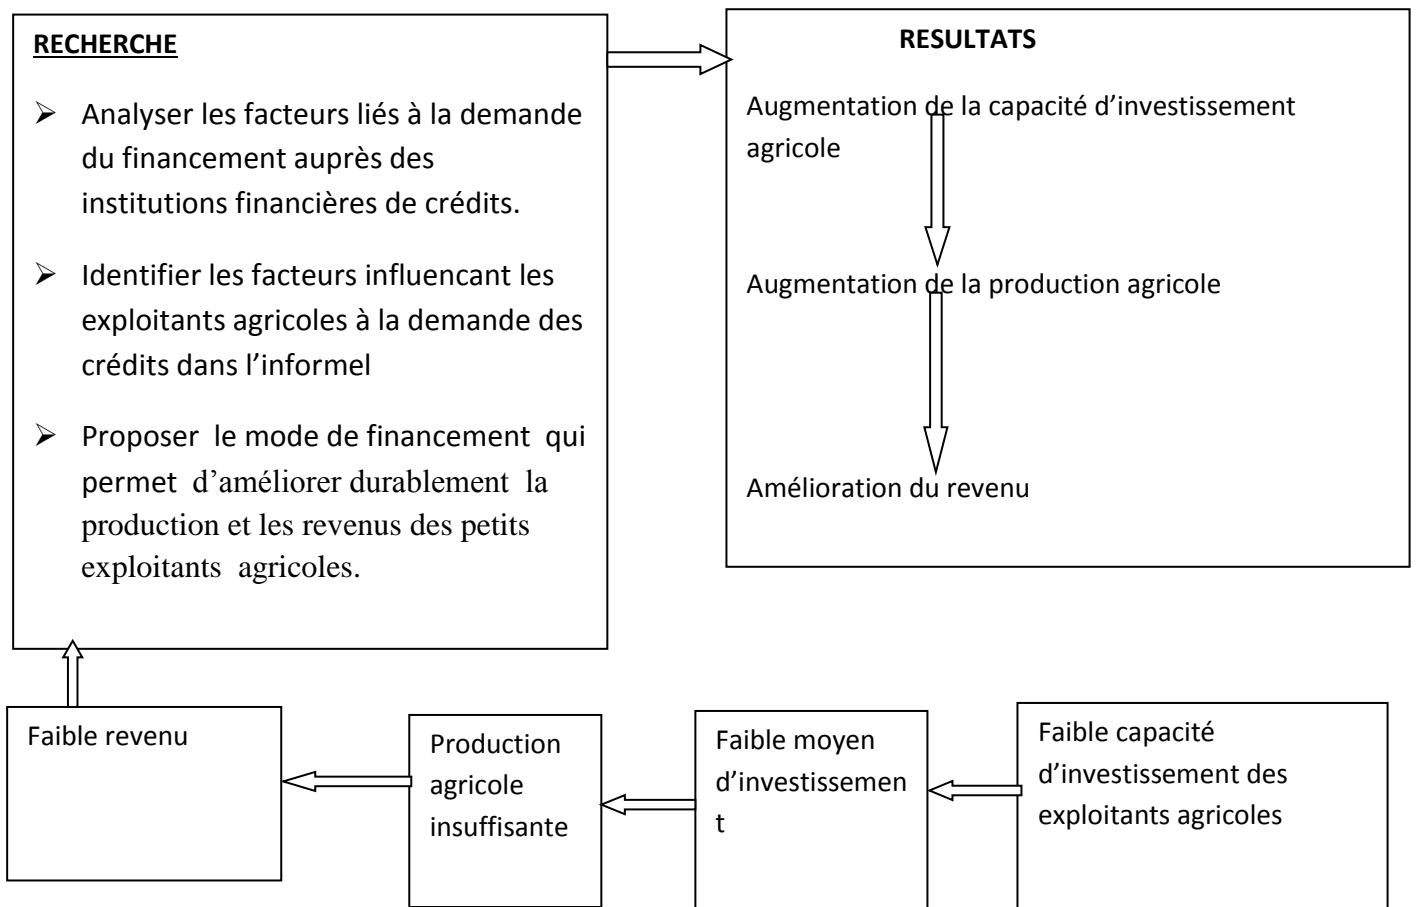 RECHERCHE
➢ Analyser les facteurs liés à la demande
du financement auprès des
institutions financières de crédits.
➢ Identifier les facteurs influencant les
exploitants agricoles à la demande des
crédits dans l’informel
➢ Proposer le mode de financement qui
permet d’améliorer durablement la
production et les revenus des petits
exploitants agricoles.
RESULTATS
Augmentation de la capacité d’investissement
agricole
Augmentation de la production agricole
Amélioration du revenu
Faible revenu
Production
agricole
insuffisante
Faible moyen
d’investissemen
t
Faible capacité
d’investissement des
exploitants agricoles